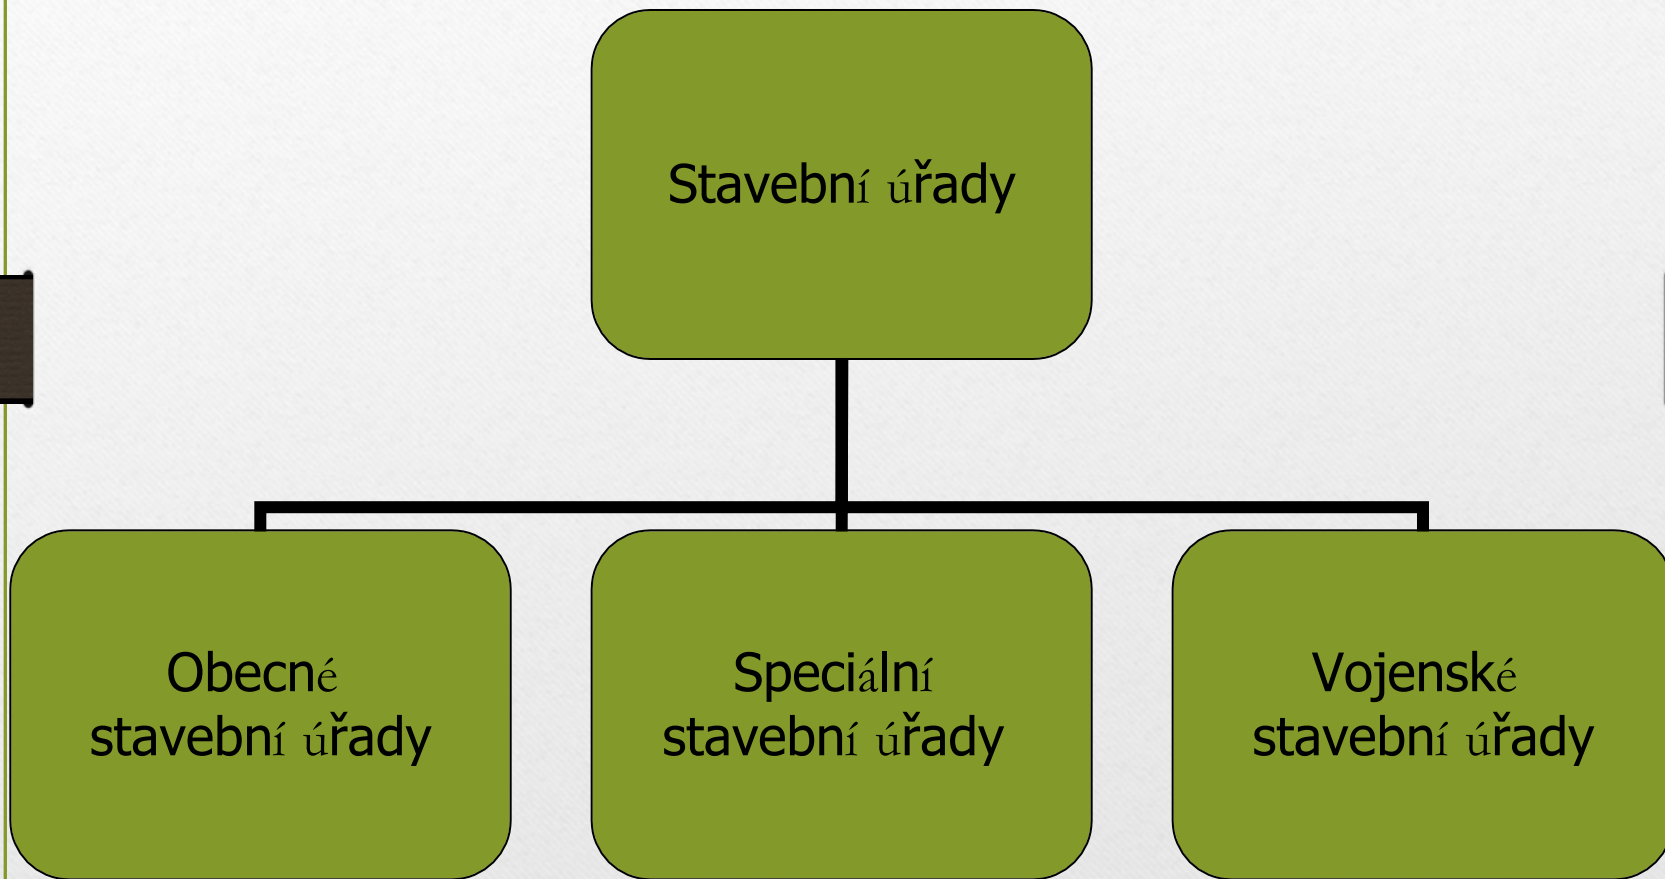 Stavební úřady
Obecné
stavební úřady
Speciální
stavební úřady
Vojenské
stavební úřady